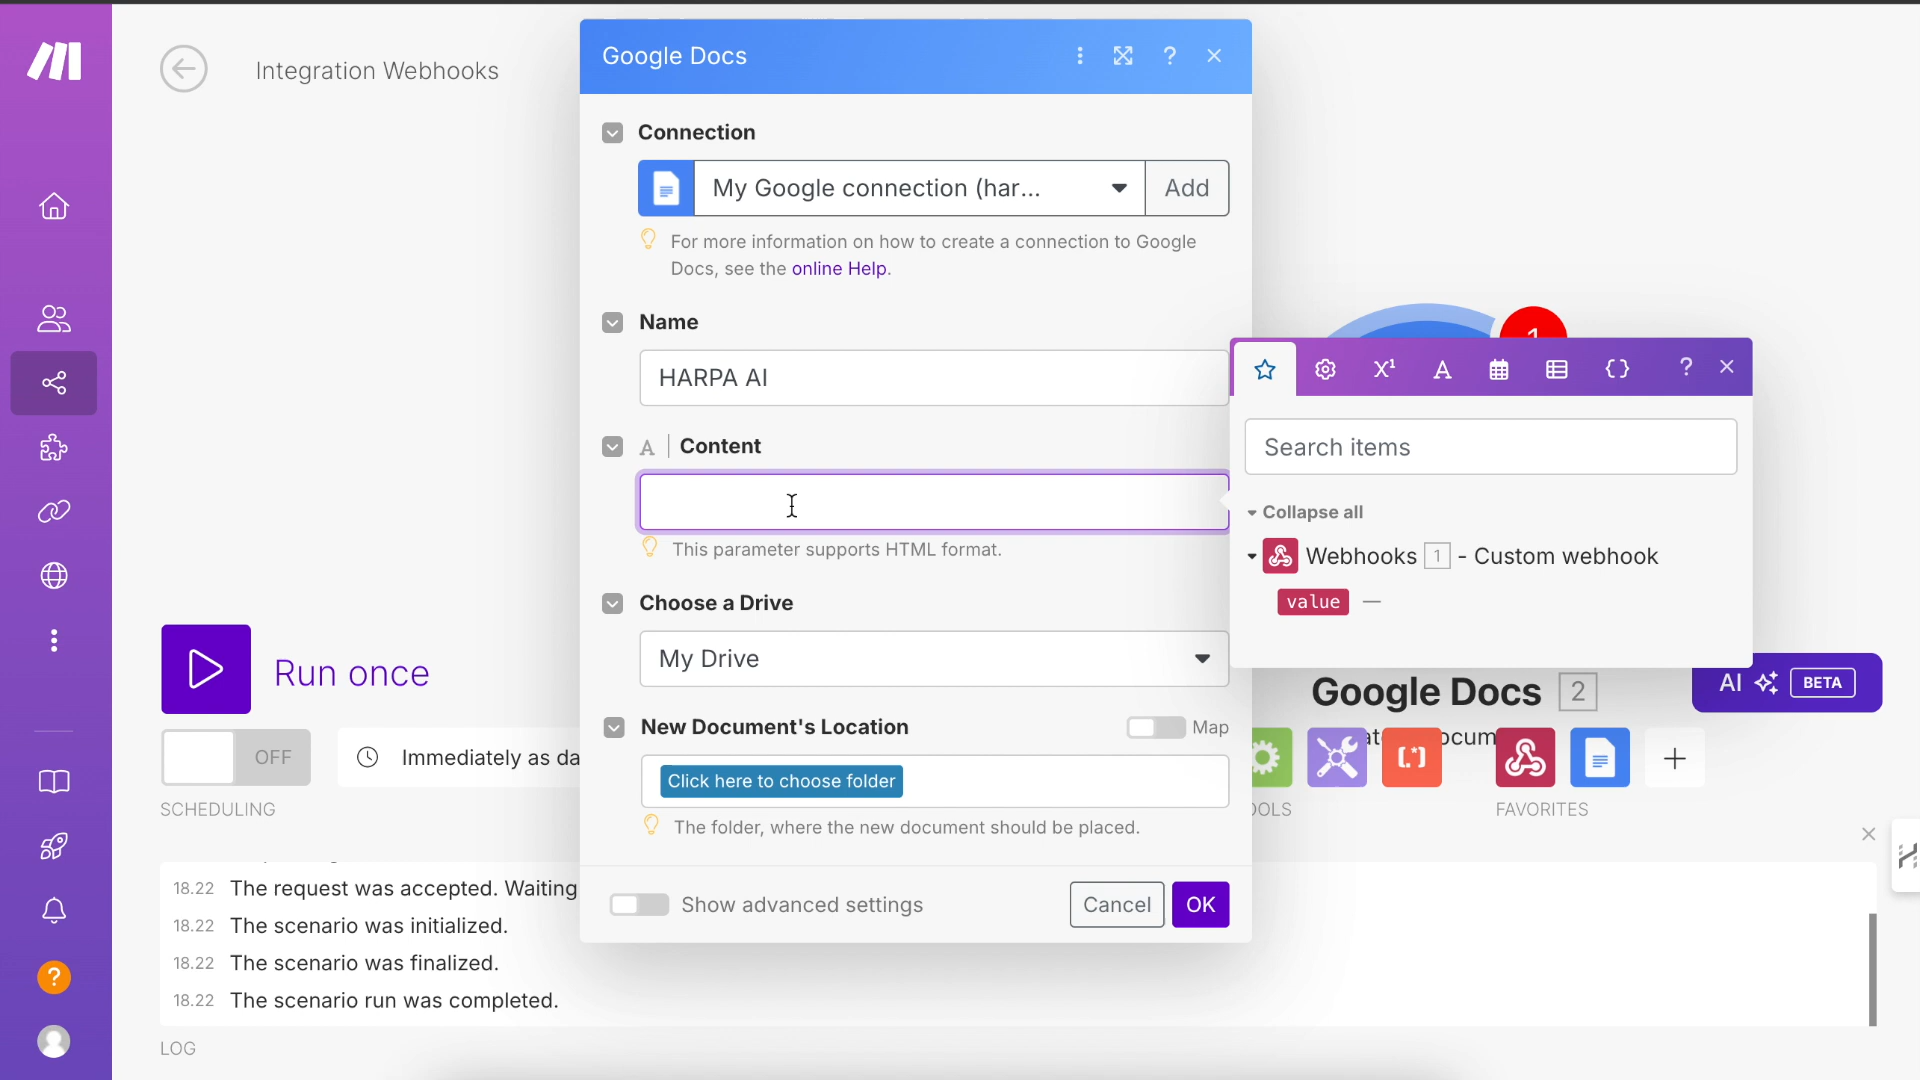 Integration Webhooks
Google Docs
?
Connection
My Google connection (har...
Add
For more information on how to create a connection to Google
Docs, see the online Help.
Name
HARPA AI
A | Content
This parameter supports HTML format.
Choose a Drive
My Drive
New Document's Location
Map
Click here to choose folder
The folder, where the new document should be placed.
Show advanced settings
Cancel
OK
1
X¹
A
{}
?
Search items
Collapse all
Webhooks 1 - Custom webhook
value —
Google Docs 2
AI BETA
Run once
OFF
Immediately as da
SCHEDULING
[.*]
FAVORITES
18.22 The request was accepted. Waiting
18.22 The scenario was initialized.
18.22 The scenario was finalized.
18.22 The scenario run was completed.
LOG
?